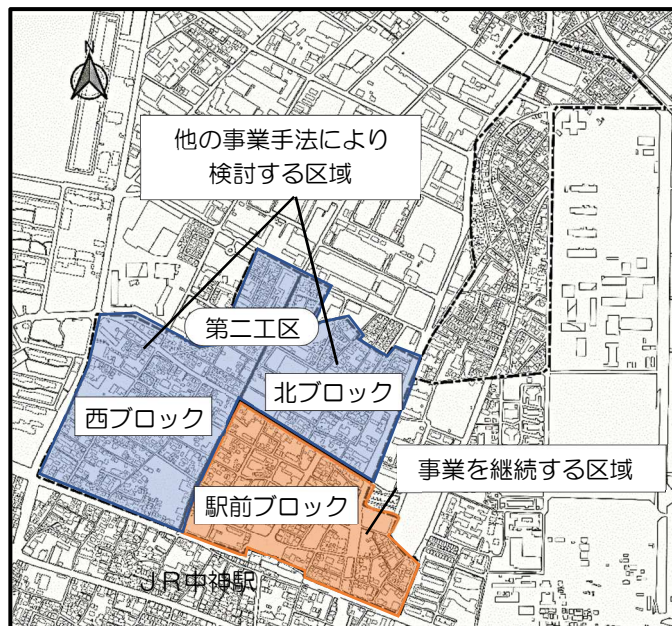 N
他の事業手法により
検討する区域
第二工区
北ブロック
西ブロック
事業を継続する区域
駅前ブロック
JR中神駅